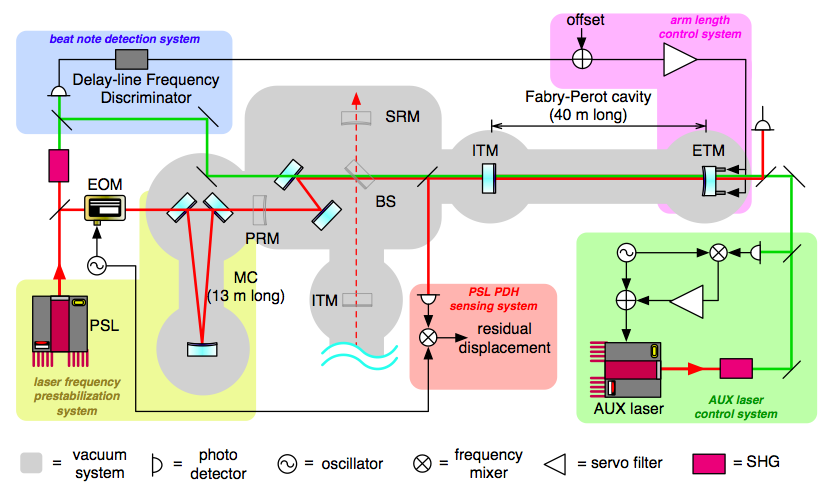 beat note detection system
offset
arm length
control system
Delay-line Frequency
Discriminator
Fabry-Perot cavity
(40 m long)
SRM
ITM
ETM
EOM
BS
PRM
MC
(13 m long)
ITM
PSL PDH
sensing system
PSL
residual
displacement
laser frequency
prestabilization
system
AUX laser
AUX laser
control system
= vacuum
system
= photo
detector
= oscillator
= frequency
mixer
= servo filter
= SHG